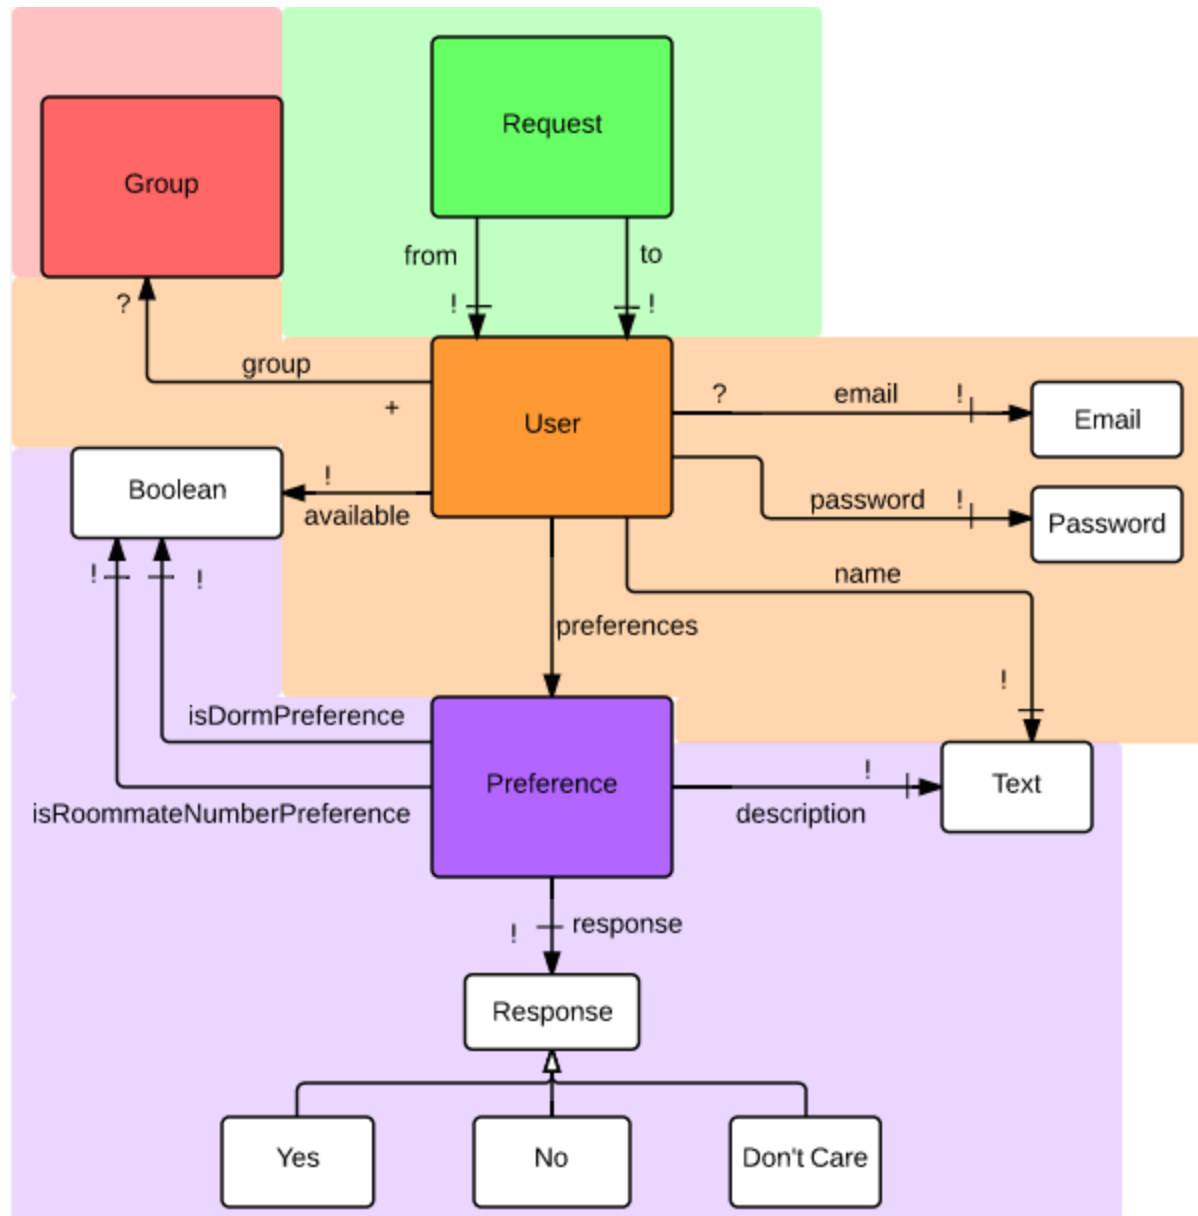 Request
Group
from
to
?
!
!
group
?
email
!
+
User
Email
Boolean
!
password
!
available
Password
!
!
name
preferences
!
isDormPreference
Preference
!
Text
isRoommateNumberPreference
description
!
response
Response
Yes
No
Don't Care